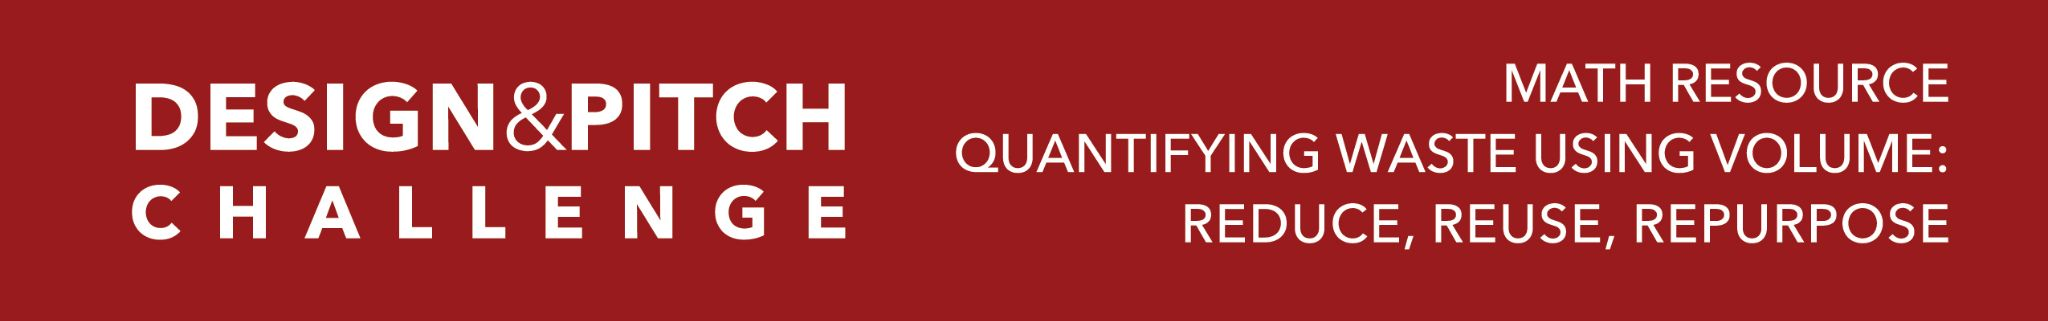 DESIGN&PITCH
CHALLENGE
MATH RESOURCE
QUANTIFYING WASTE USING VOLUME:
REDUCE, REUSE, REPURPOSE